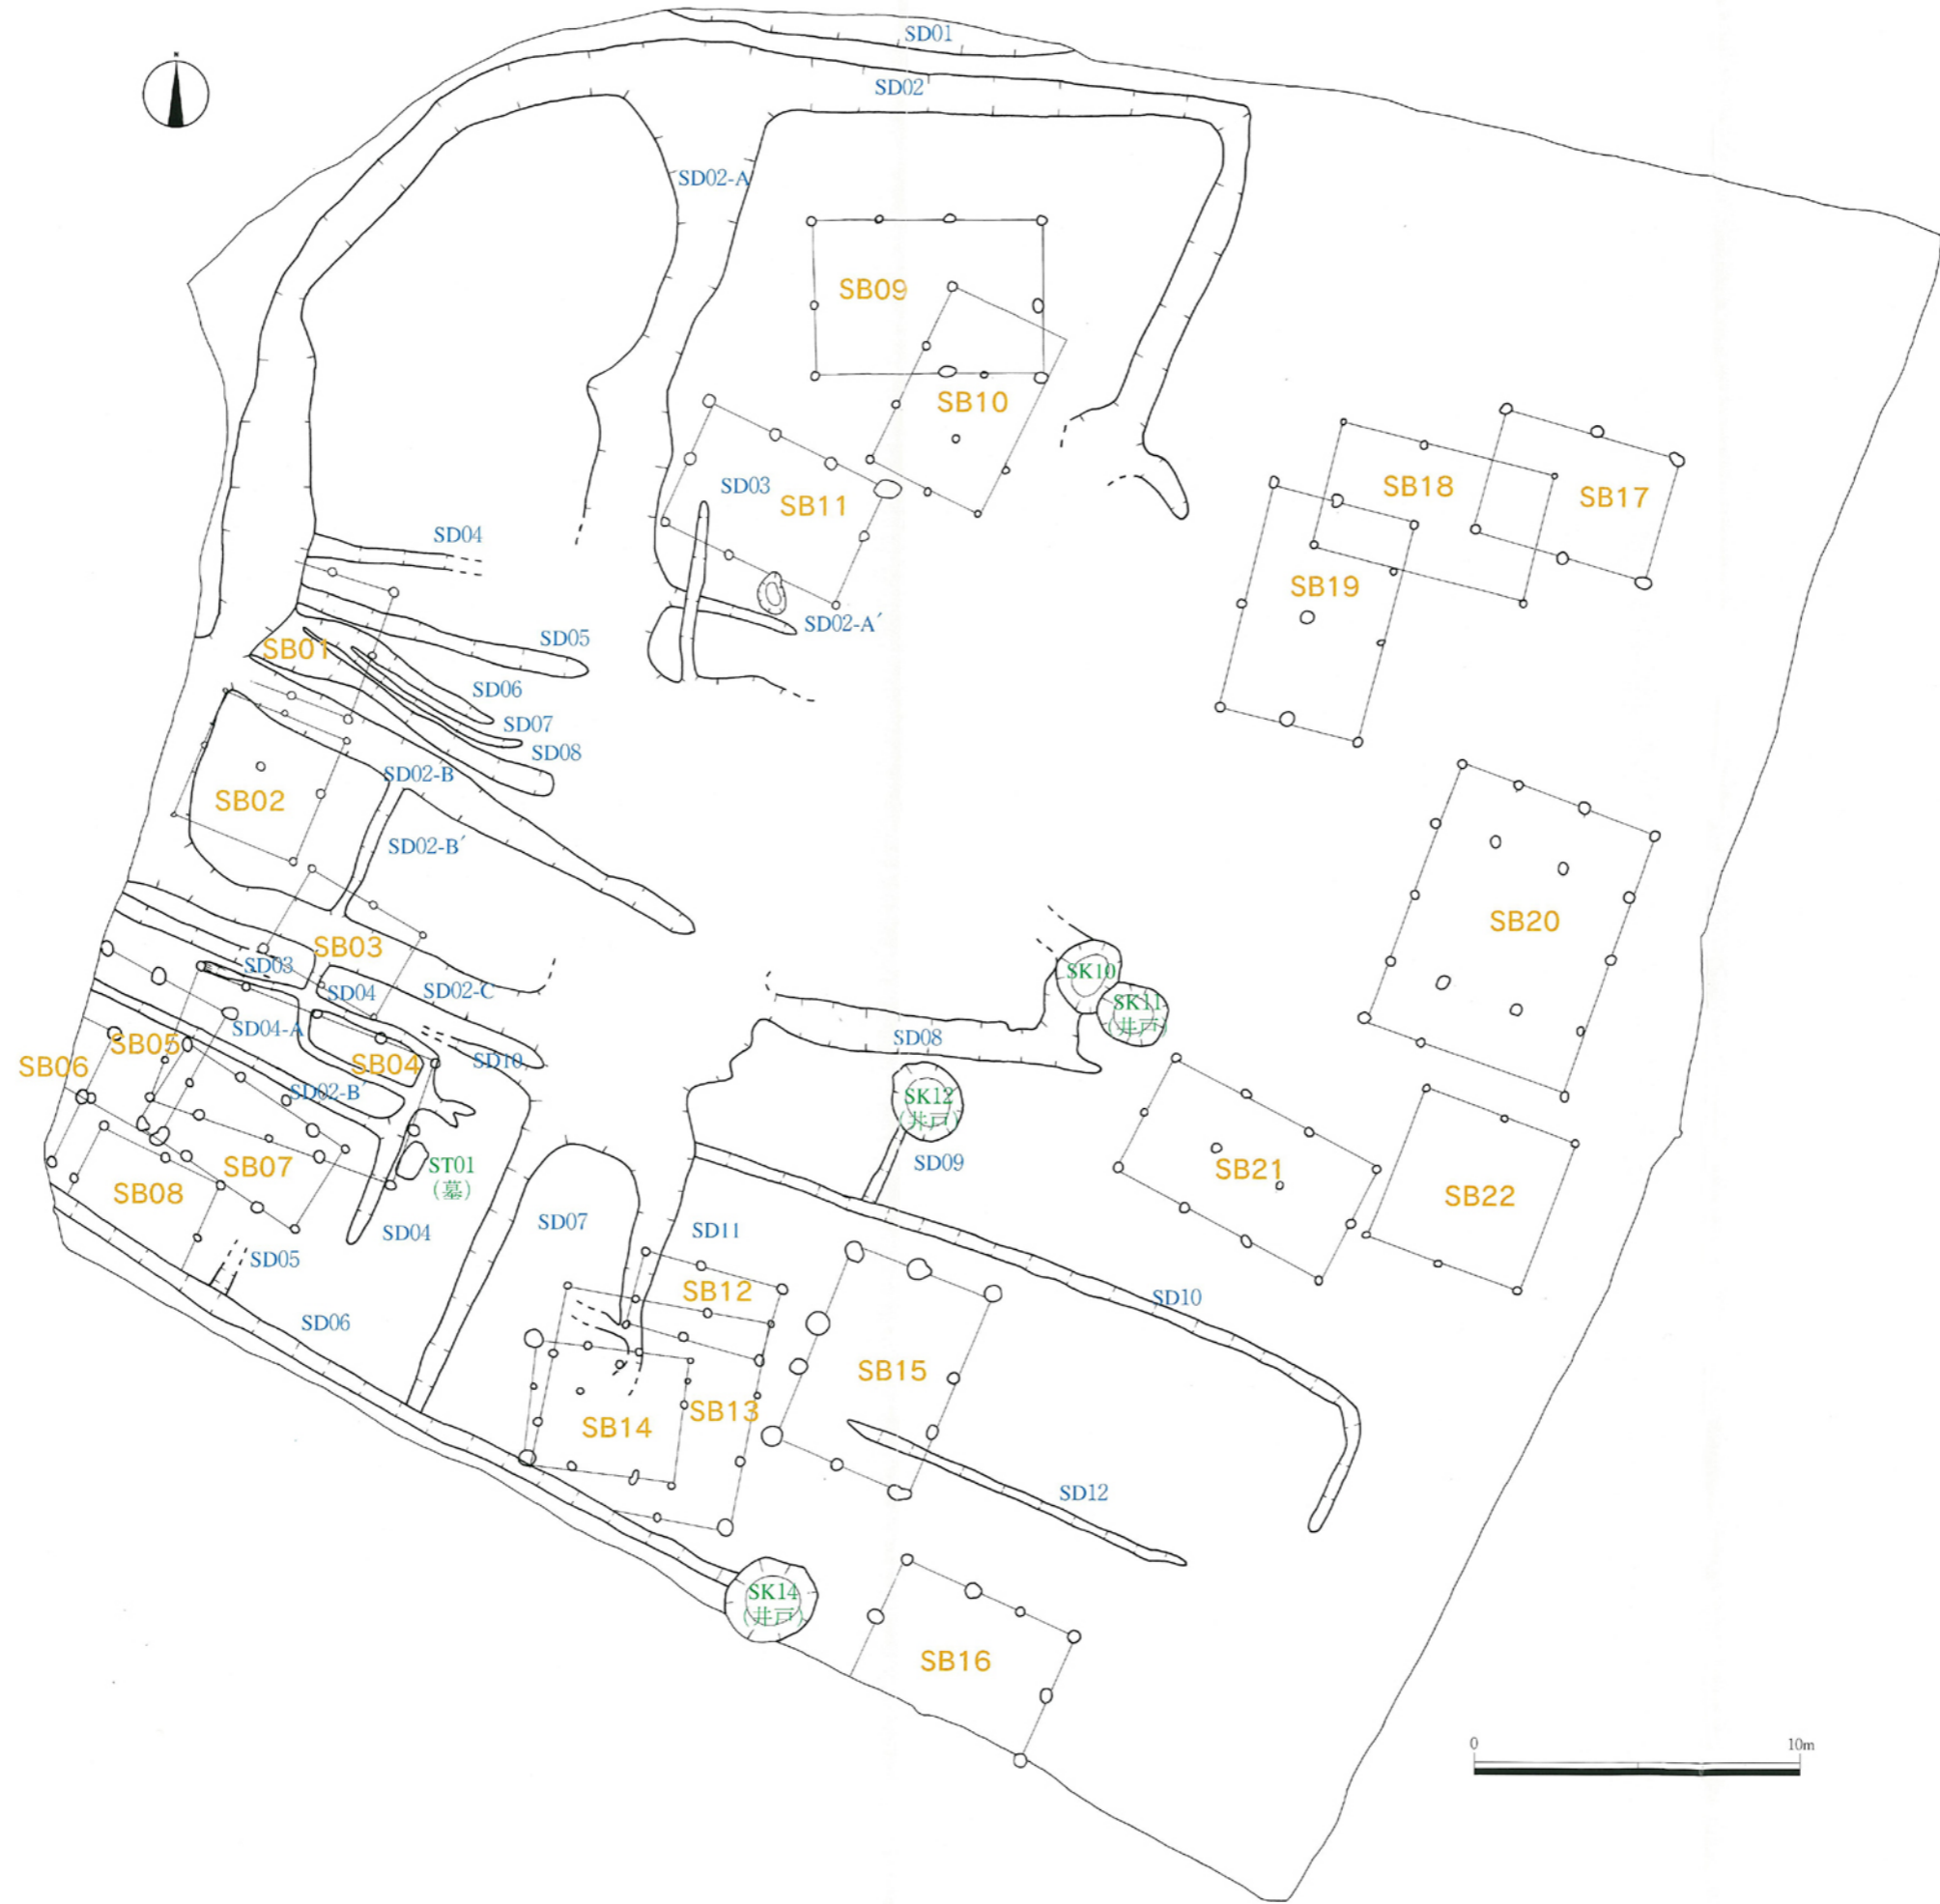 N
SD01
SD02
SD02-A
SB09
SB10
SD03
SB11
SB18
SB17
SD04
SB19
SD02-A´
SD05
SB01
SD06
SD07
SD08
SD02-B
SB02
SD02-B´
SB20
SB03
SD03
SD04
SD02-C
SK10
SK11
(井戸)
SD04-A
SD08
SB05
SB06
SB04
SD10
SD02-B´
SK12
(井戸)
SB07
ST01
(墓)
SD09
SB21
SB08
SB22
SD04
SD07
SD11
SD05
SB12
SD10
SD06
SB15
SB13
SB14
SD12
SK14
(井戸)
SB16
0 10m